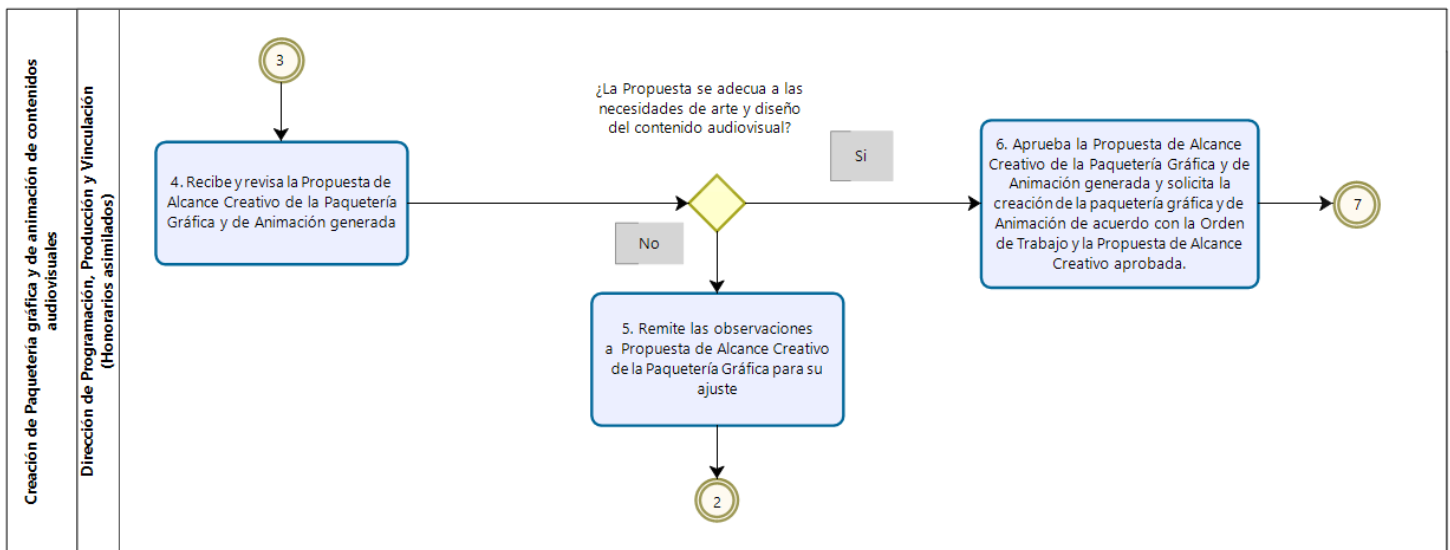 Creación de Paquetería gráfica y de animación de contenidos
audiovisuales
Dirección de Programación, Producción y Vinculación
(Honorarios asimilados)
3
4. Recibe y revisa la Propuesta de
Alcance Creativo de la Paquetería
Gráfica y de Animación generada
¿La Propuesta se adecua a las
necesidades de arte y diseño
del contenido audiovisual?
Si
No
5. Remite las observaciones
a Propuesta de Alcance Creativo
de la Paquetería Gráfica para su
ajuste
2
6. Aprueba la Propuesta de Alcance
Creativo de la Paquetería Gráfica y de
Animación generada y solicita la
creación de la paquetería gráfica y de
Animación de acuerdo con la Orden
de Trabajo y la Propuesta de Alcance
Creativo aprobada.
7